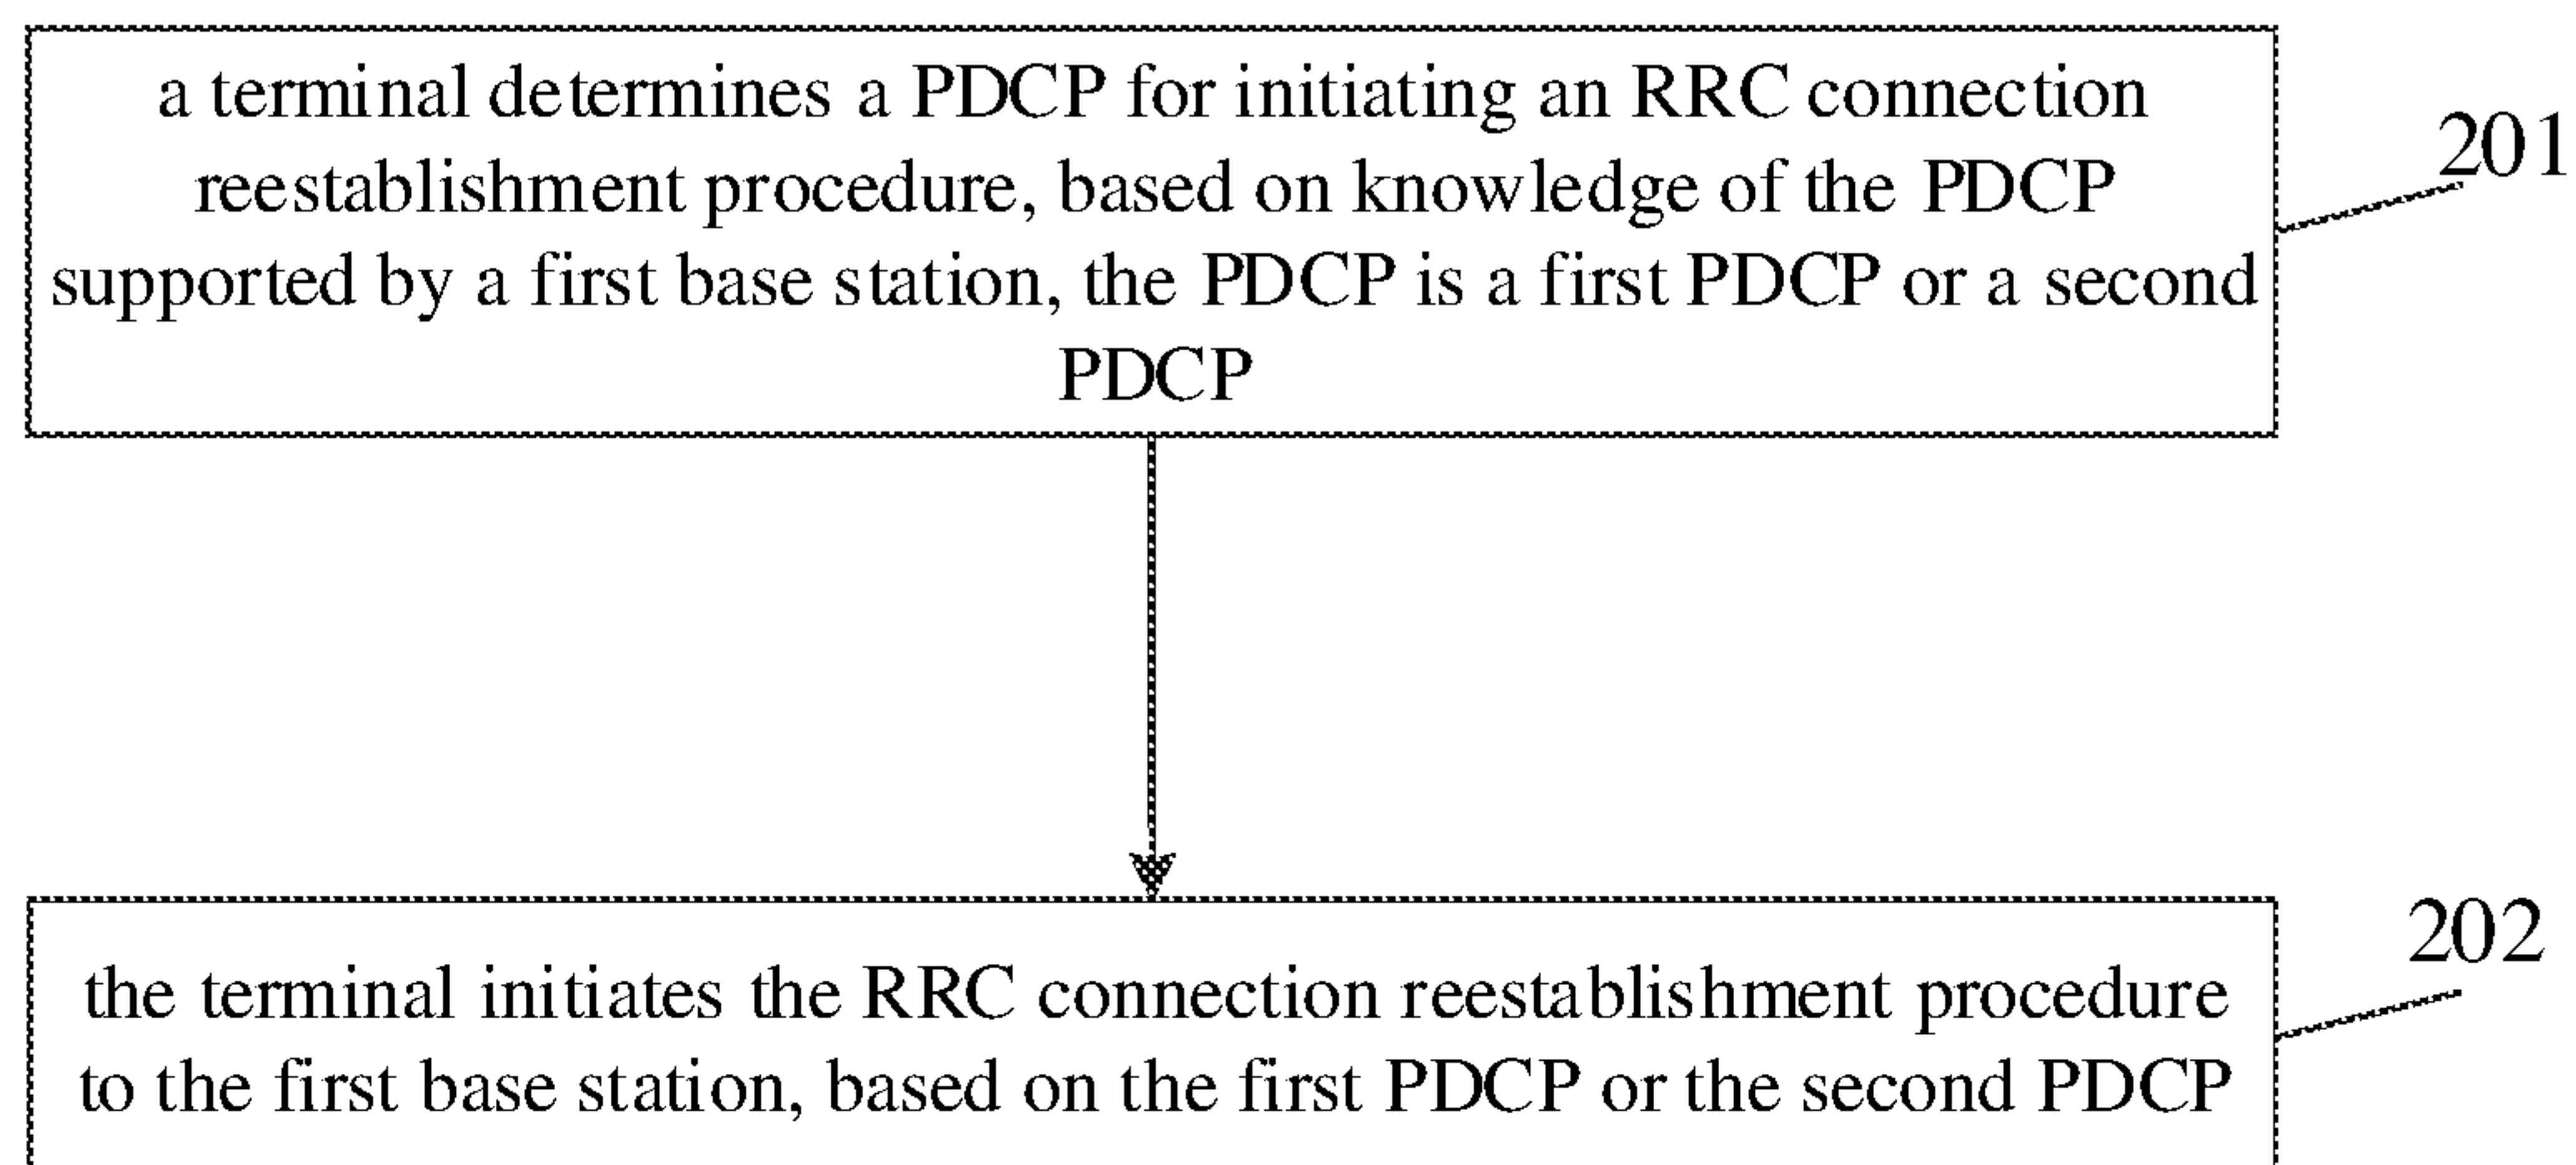 a terminal determines a PDCP for initiating an RRC connection
reestablishment procedure, based on knowledge of the PDCP
supported by a first base station, the PDCP is a first PDCP or a second
PDCP
201
the terminal initiates the RRC connection reestablishment procedure
to the first base station, based on the first PDCP or the second PDCP
202